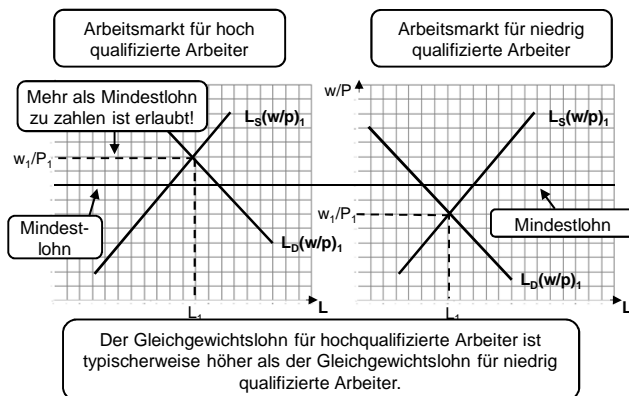 Arbeitsmarkt für hoch
qualifizierte Arbeiter
Arbeitsmarkt für niedrig
qualifizierte Arbeiter
Mehr als Mindestlohn
zu zahlen ist erlaubt!
w/P
L_S(w/p)_1
L_S(w/p)_1
w_1/P_1
Mindest-
lohn
w_1/P_1
Mindestlohn
L_D(w/p)_1
L_D(w/p)_1
L_1
L
L_1
L
Der Gleichgewichtslohn für hochqualifizierte Arbeiter ist
typischerweise höher als der Gleichgewichtslohn für niedrig
qualifizierte Arbeiter.